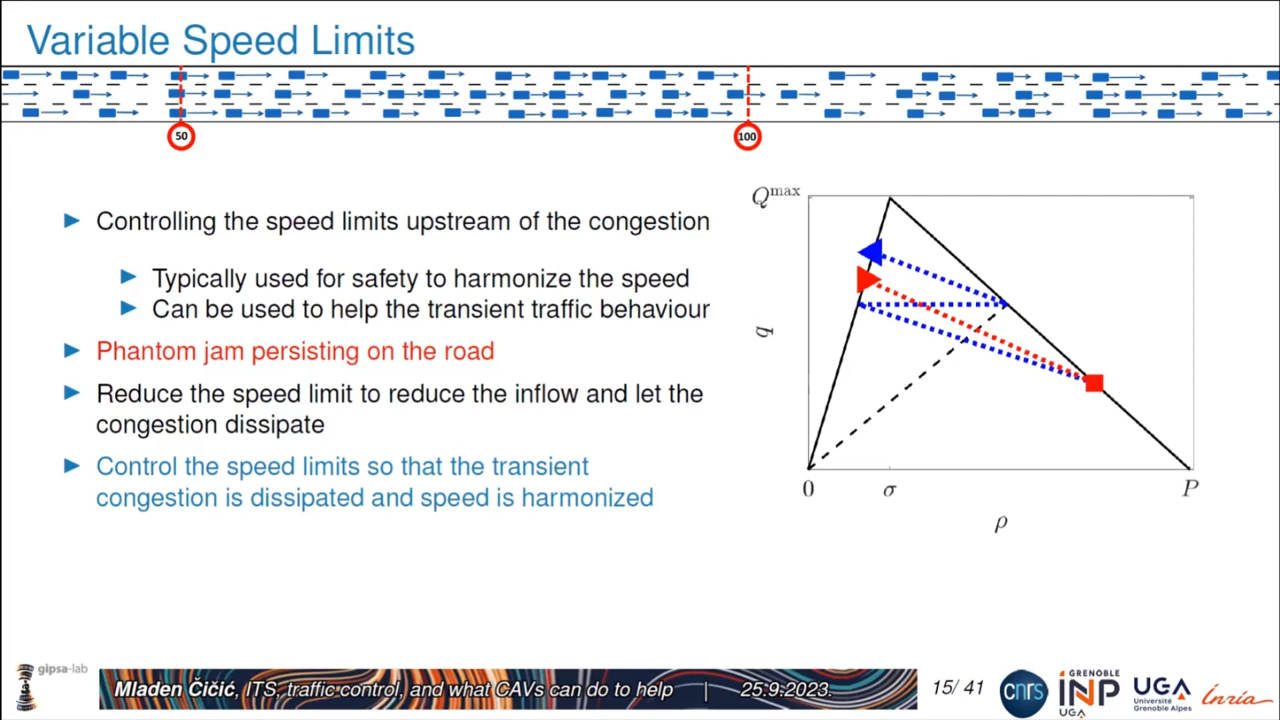 Variable Speed Limits
50
100
Controlling the speed limits upstream of the congestion
Typically used for safety to harmonize the speed
Can be used to help the transient traffic behaviour
Phantom jam persisting on the road
Reduce the speed limit to reduce the inflow and let the
congestion dissipate
Control the speed limits so that the transient
congestion is dissipated and speed is harmonized
Qmax
q
0
σ
P
ρ
gipsa-lab
gipsa-lab
Mladen Čičić, ITS, traffic control, and what CAVs can do to help | 25.9.2023.
15/ 41
cnrs
GRENOBLE
INP
UGA
UGA
Université
Grenoble Alpes
Inria